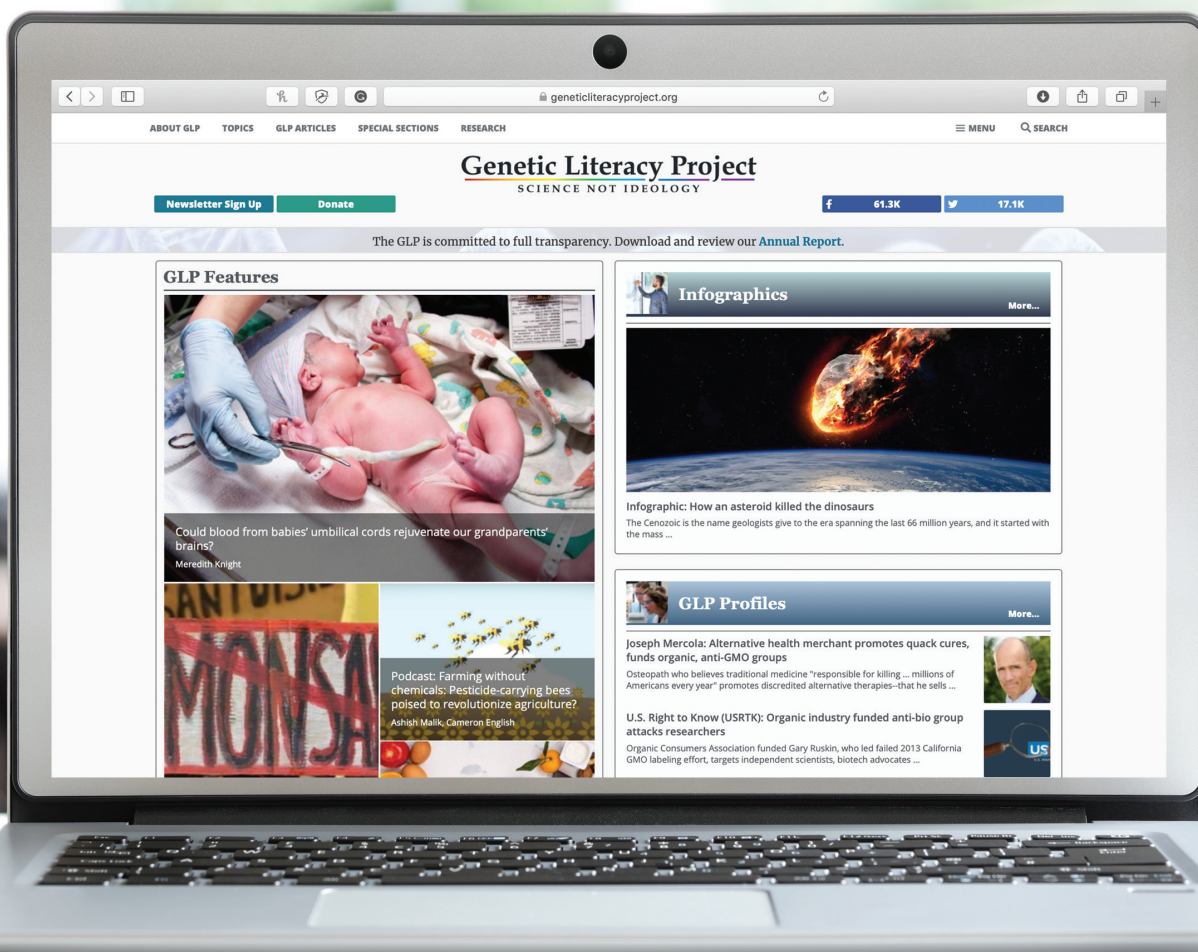 geneticliteracyproject.org
ABOUT GLP TOPICS GLP ARTICLES SPECIAL SECTIONS RESEARCH
MENU SEARCH
Genetic Literacy Project
SCIENCE NOT IDEOLOGY
Newsletter Sign Up Donate
61.3K 17.1K
The GLP is committed to full transparency. Download and review our Annual Report.
GLP Features
Could blood from babies' umbilical cords rejuvenate our grandparents'
brains?
Meredith Knight
MONSA
Podcast: Farming without
chemicals: Pesticide-carrying bees
poised to revolutionize agriculture?
Ashish Malik, Cameron English
Infographics
More...
Infographic: How an asteroid killed the dinosaurs
The Cenozoic is the name geologists give to the era spanning the last 66 million years, and it started with
the mass ...
GLP Profiles
More...
Joseph Mercola: Alternative health merchant promotes quack cures,
funds organic, anti-GMO groups
Osteopath who believes traditional medicine "responsible for killing ... millions of
Americans every year" promotes discredited alternative therapies--that he sells ...
U.S. Right to Know (USRTK): Organic industry funded anti-bio group
attacks researchers
Organic Consumers Association funded Gary Ruskin, who led failed 2013 California
GMO labeling effort, targets independent scientists, biotech advocates ...
US